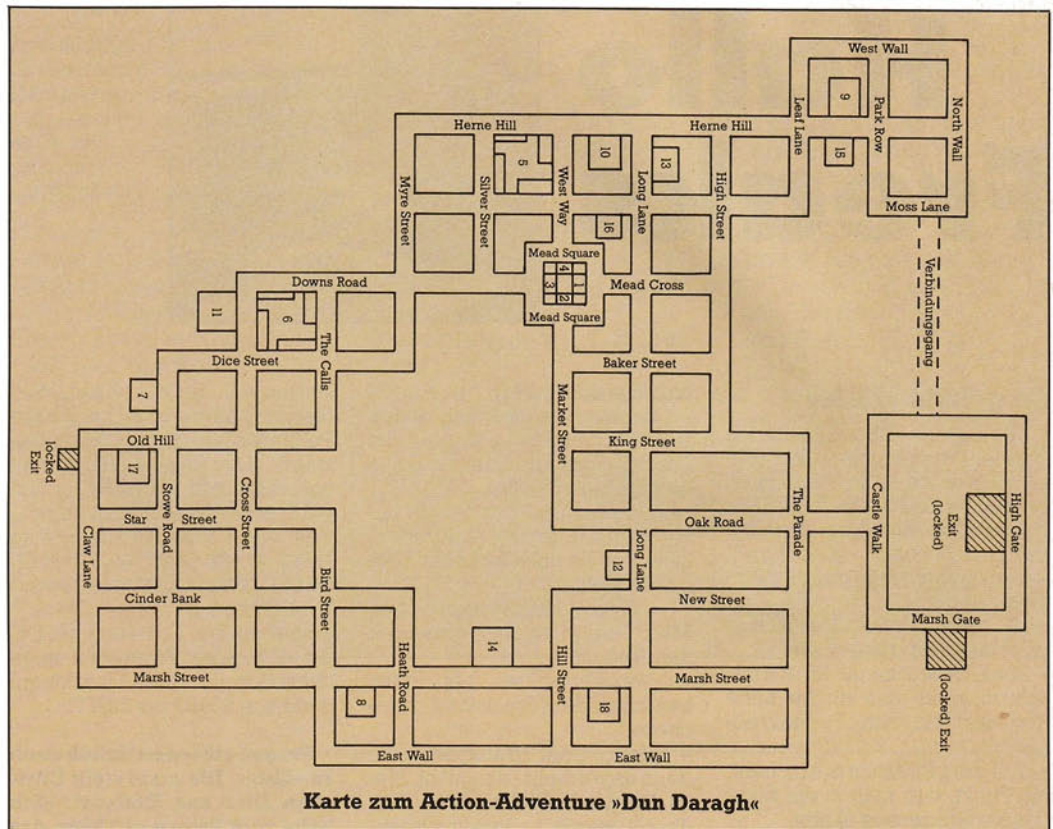 West Wall
Herne Hill
Herne Hill
Leaf Lane
9
Park Row
North Wall
5
10
13
15
Myre Street
Silver Street
West Way
Long Lane
High Street
Moss Lane
16
Mead Square
4
1
3
2
Mead Cross
Mead Square
Downs Road
Verbindungsgang
11
6
The Calls
Dice Street
Baker Street
7
Market Street
Old Hill
King Street
locked
Exit
17
Stowe Road
Cross Street
The Parade
Castle Walk
Exit
(locked)
High Gate
Star Street
Oak Road
Claw Lane
Bird Street
12
Long Lane
Cinder Bank
New Street
Marsh Gate
14
Heath Road
Hill Street
Marsh Street
Marsh Street
(locked) Exit
8
18
East Wall
East Wall
Karte zum Action-Adventure »Dun Daragh«